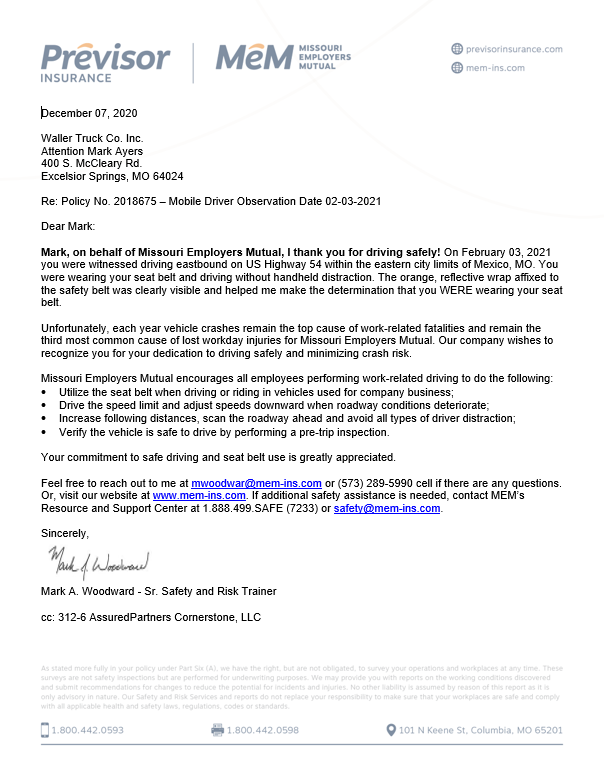 Prēvisor
INSURANCE
MēM
MISSOURI
EMPLOYERS
MUTUAL
previsorinsurance.com
mem-ins.com
December 07, 2020
Waller Truck Co. Inc.
Attention Mark Ayers
400 S. McCleary Rd.
Excelsior Springs, MO 64024
Re: Policy No. 2018675 – Mobile Driver Observation Date 02-03-2021
Dear Mark:
Mark, on behalf of Missouri Employers Mutual, I thank you for driving safely! On February 03, 2021
you were witnessed driving eastbound on US Highway 54 within the eastern city limits of Mexico, MO. You
were wearing your seat belt and driving without handheld distraction. The orange, reflective wrap affixed to
the safety belt was clearly visible and helped me make the determination that you WERE wearing your seat
belt.
Unfortunately, each year vehicle crashes remain the top cause of work-related fatalities and remain the
third most common cause of lost workday injuries for Missouri Employers Mutual. Our company wishes to
recognize you for your dedication to driving safely and minimizing crash risk.
Missouri Employers Mutual encourages all employees performing work-related driving to do the following:
• Utilize the seat belt when driving or riding in vehicles used for company business;
• Drive the speed limit and adjust speeds downward when roadway conditions deteriorate;
• Increase following distances, scan the roadway ahead and avoid all types of driver distraction;
• Verify the vehicle is safe to drive by performing a pre-trip inspection.
Your commitment to safe driving and seat belt use is greatly appreciated.
Feel free to reach out to me at mwoodwar@mem-ins.com or (573) 289-5990 cell if there are any questions.
Or, visit our website at www.mem-ins.com. If additional safety assistance is needed, contact MEM's
Resource and Support Center at 1.888.499.SAFE (7233) or safety@mem-ins.com.
Sincerely,
Mark A. Woodward
Mark A. Woodward - Sr. Safety and Risk Trainer
cc: 312-6 AssuredPartners Cornerstone, LLC
As stated more fully in your policy under Part Six (A), we have the right, but are not obligated, to survey your operations and workplaces at any time. These
surveys are not safety inspections but are performed for underwriting purposes. We may provide you with reports on the working conditions discovered
and submit recommendations for changes to reduce the potential for incidents and injuries. No other liability is assumed by reason of this report as it is
only advisory in nature. Our Safety and Risk Services and reports do not replace your responsibility to make sure that your workplaces are safe and comply
with all applicable health and safety laws, regulations, codes or standards.
1.800.442.0593
1.800.442.0598
101 N Keene St, Columbia, MO 65201